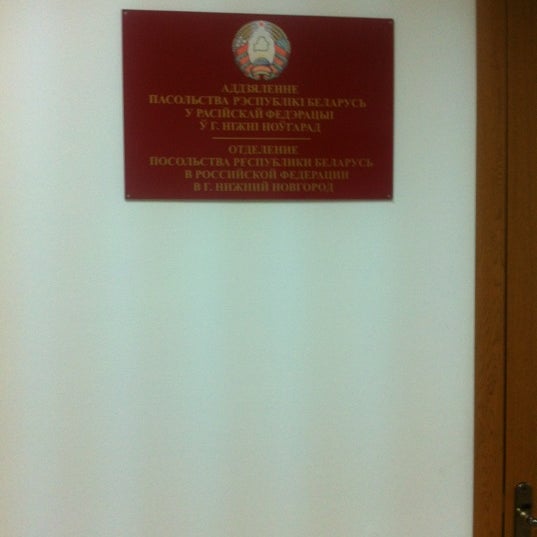 АДДЗЯЛЕННЕ
ПАСОЛЬСТВА РЭСПУБЛІКІ БЕЛАРУСЬ
У РАСІЙСКАЙ ФЕДЭРАЦЫІ
Ў Г. НІЖНІ НОЎГАРАД
ОТДЕЛЕНИЕ
ПОСОЛЬСТВА РЕСПУБЛИКИ БЕЛАРУСЬ
В РОССИЙСКОЙ ФЕДЕРАЦИИ
В Г. НИЖНИЙ НОВГОРОД